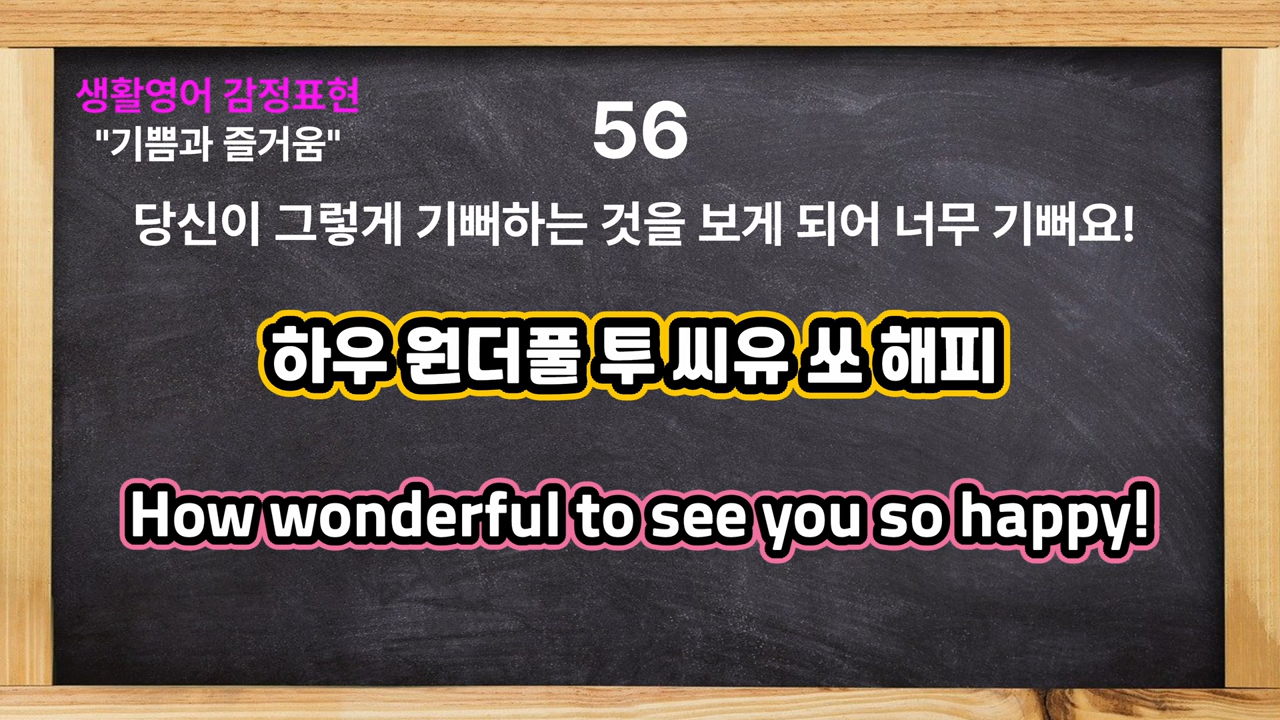 생활영어 감정표현
"기쁨과 즐거움"
56
당신이 그렇게 기뻐하는 것을 보게 되어 너무 기뻐요!
하우 원더풀 투 씨유 쏘 해피
How wonderful to see you so happy!